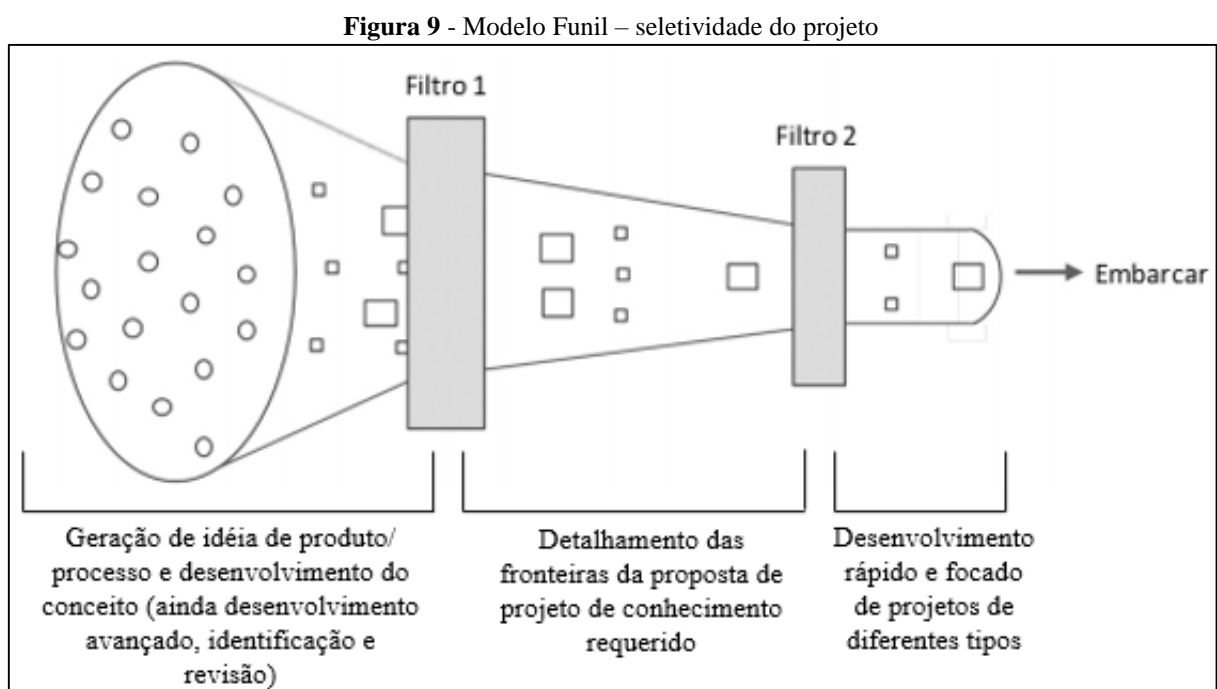 Figura 9 - Modelo Funil – seletividade do projeto
Filtro 1
Filtro 2
Embarcar
Geração de idéia de produto/
processo e desenvolvimento do
conceito (ainda desenvolvimento
avançado, identificação e
revisão)
Detalhamento das
fronteiras da proposta de
projeto de conhecimento
requerido
Desenvolvimento
rápido e focado
de projetos de
diferentes tipos